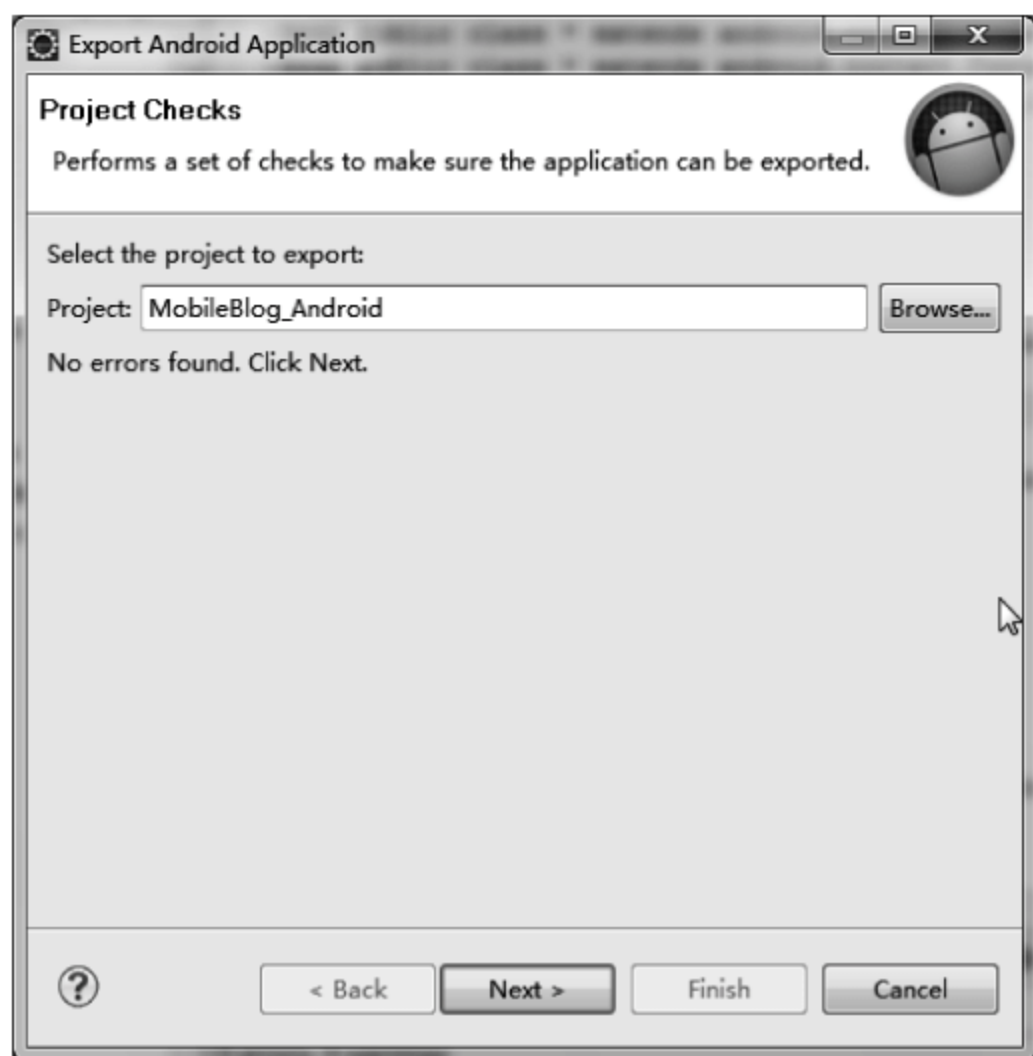 Export Android Application
Project Checks
Performs a set of checks to make sure the application can be exported.
Select the project to export:
Project: MobileBlog_Android Browse...
No errors found. Click Next.
< Back Next > Finish Cancel